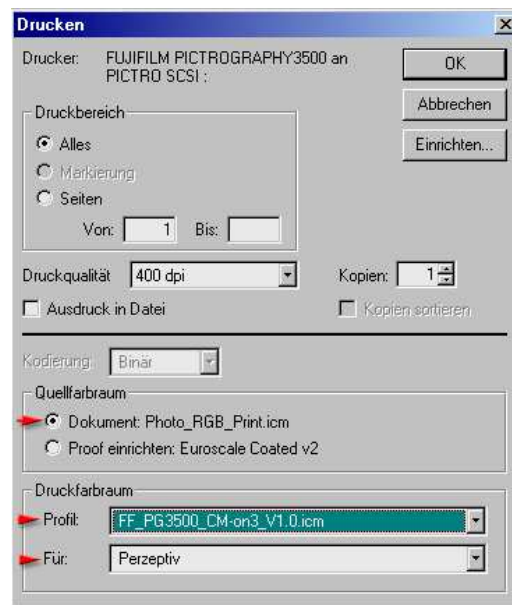 Drucken
Drucker: FUJIFILM PICTROGRAPHY3500 an
PICTRO SCSI :
OK
Abbrechen
Einrichten...
Druckbereich
Alles
Markierung
Seiten
Von: 1 Bis:
Druckqualität 400 dpi Kopien: 1
Ausdruck in Datei Kopien sortieren
Kodierung: Binär
Quellfarbraum
Dokument: Photo_RGB_Print.icm
Proof einrichten: Euroscale Coated v2
Druckfarbraum
Profil: FF_PG3500_CM-on3_V1.0.icm
Für: Perzeptiv